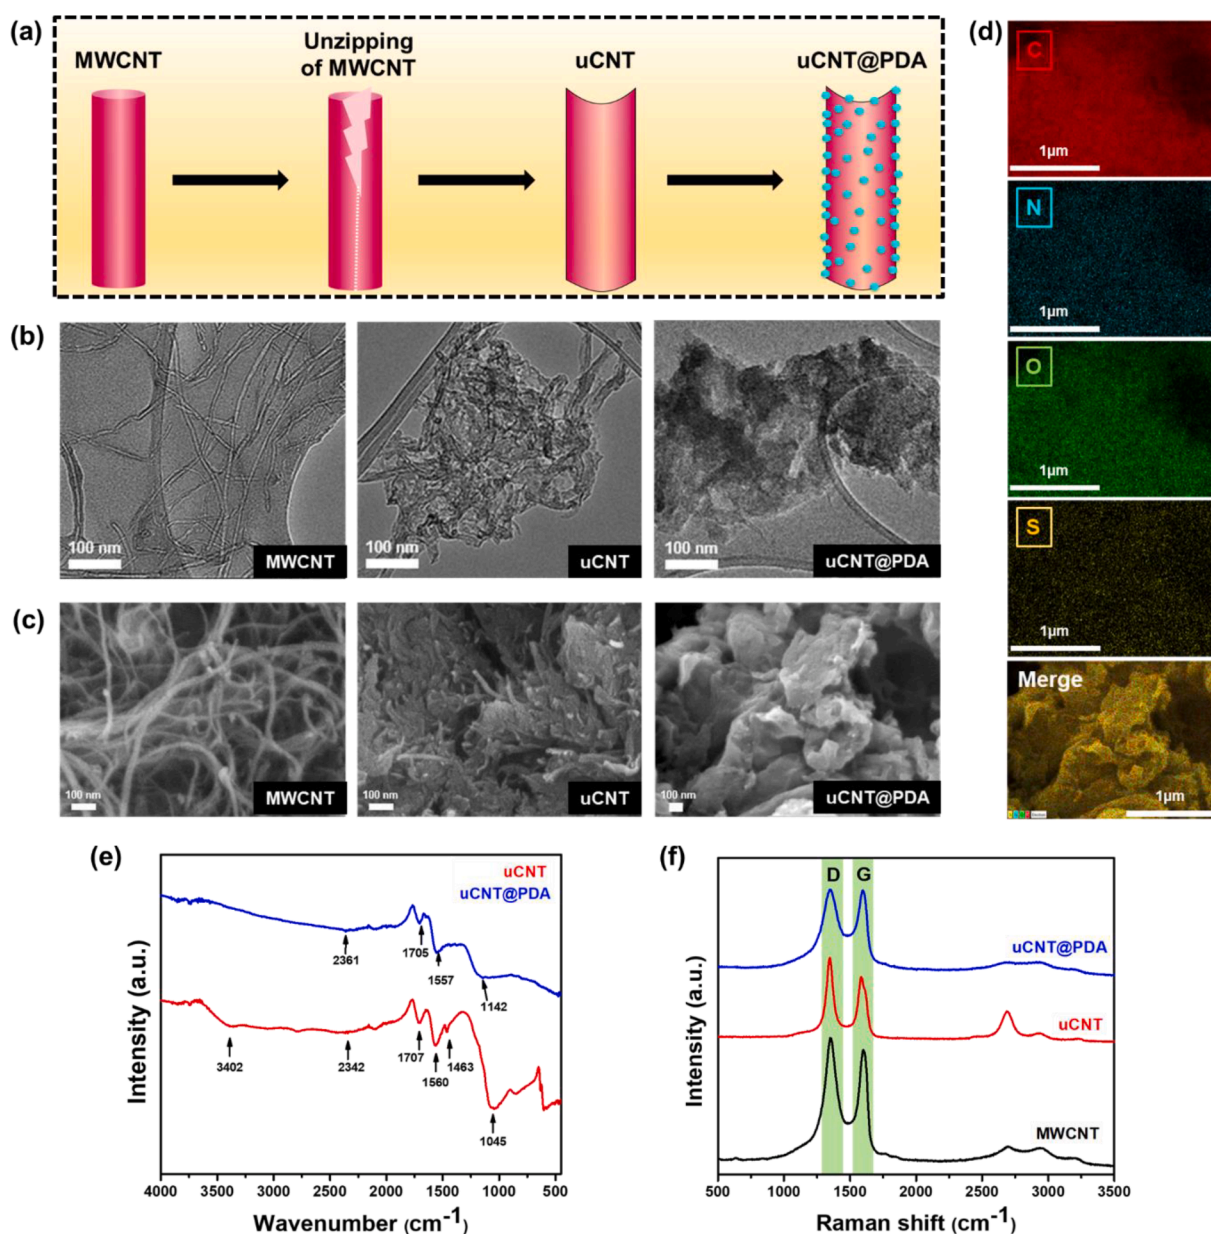 (a)
MWCNT
Unzipping
of MWCNT
uCNT
uCNT@PDA
(b)
100 nm
MWCNT
100 nm
uCNT
100 nm
uCNT@PDA
(c)
100 nm
MWCNT
100 nm
uCNT
100 nm
uCNT@PDA
(d)
C
1μm
N
1μm
O
1μm
S
1μm
Merge
1μm
(e)
uCNT
uCNT@PDA
2361
1705
1557
1142
3402
2342
1707
1560
1463
1045
Intensity (a.u.)
4000 3500 3000 2500 2000 1500 1000 500
Wavenumber (cm-1)
(f)
D G
uCNT@PDA
uCNT
MWCNT
Intensity (a.u.)
500 1000 1500 2000 2500 3000 3500
Raman shift (cm-1)